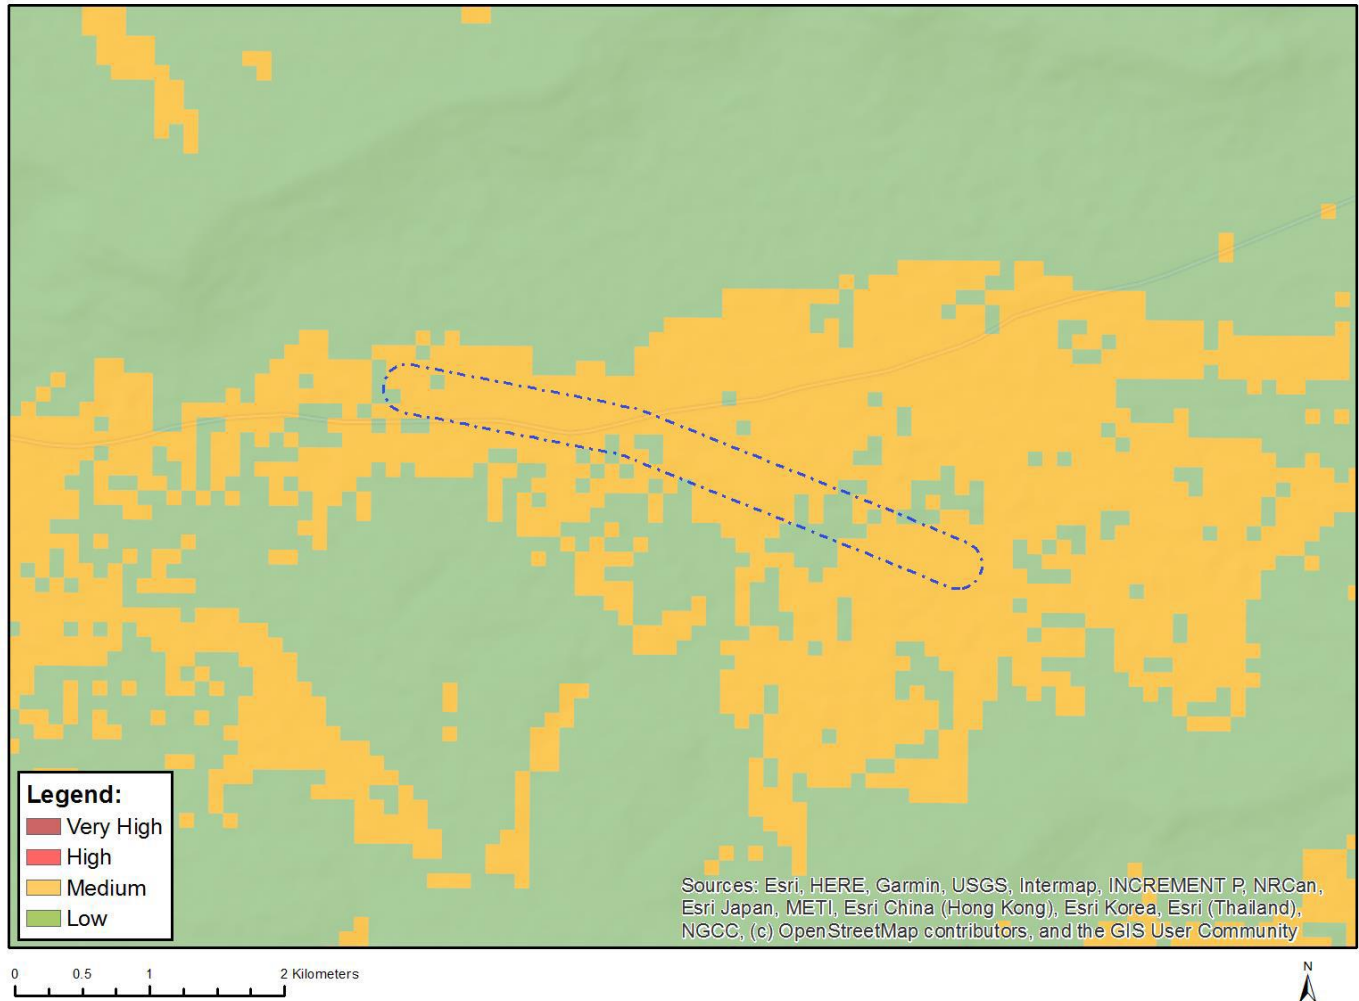 Legend:
Very High
High
Medium
Low
Sources: Esri, HERE, Garmin, USGS, Intermap, INCREMENT P, NRCan,
Esri Japan, METI, Esri China (Hong Kong), Esri Korea, Esri (Thailand),
NGCC, (c) OpenStreetMap contributors, and the GIS User Community
0 0.5 1 2 Kilometers
N